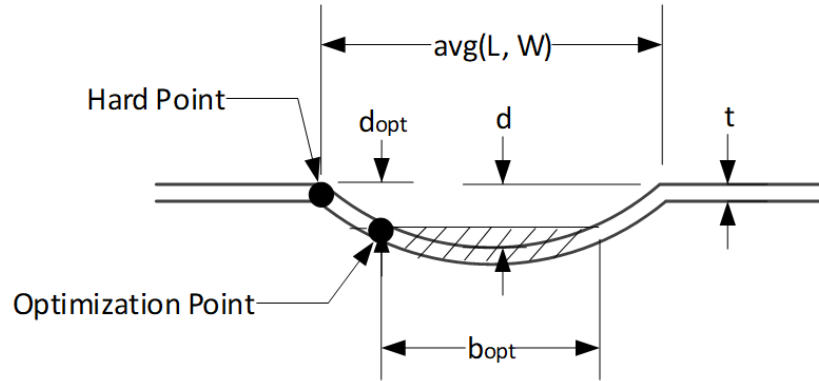 avg(L, W)
Hard Point
dopt
d
t
Optimization Point
bopt